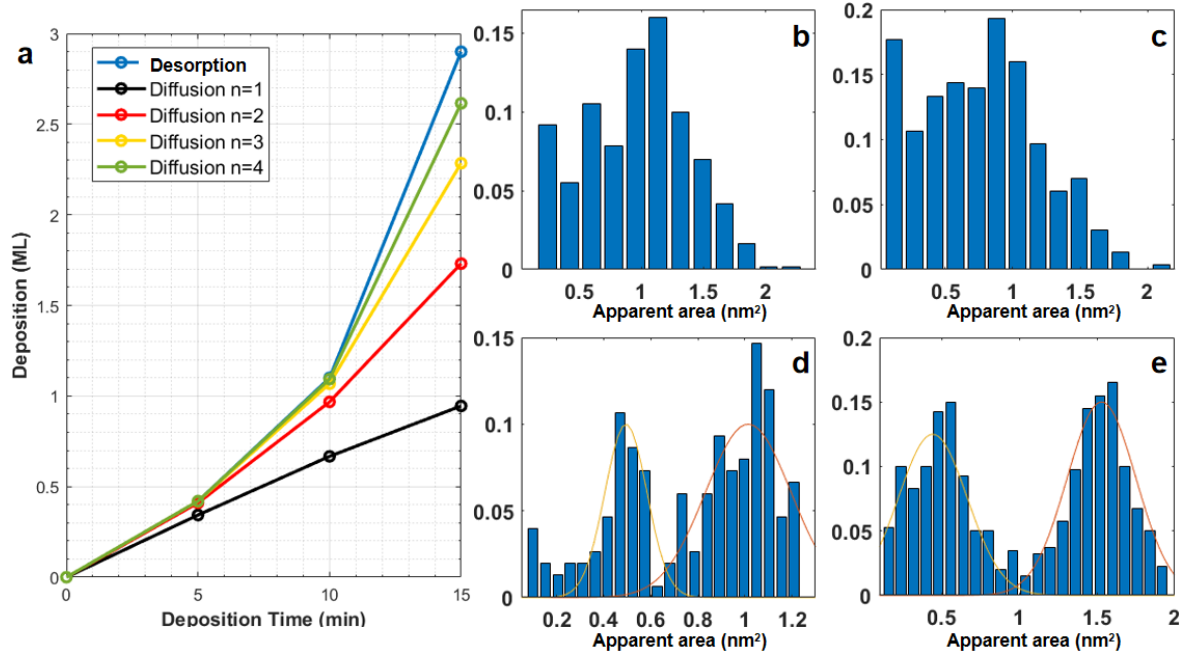 a
3
2.5
2
1.5
1
0.5
0
0
5
10
15
Deposition (ML)
Deposition Time (min)
Desorption
Diffusion n=1
Diffusion n=2
Diffusion n=3
Diffusion n=4
b
0.15
0.1
0.05
0
0.5
1
1.5
2
Apparent area (nm²)
c
0.2
0.15
0.1
0.05
0
0.5
1
1.5
2
Apparent area (nm²)
d
0.15
0.1
0.05
0
0.2
0.4
0.6
0.8
1
1.2
Apparent area (nm²)
e
0.2
0.15
0.1
0.05
0
0.5
1
1.5
2
Apparent area (nm²)